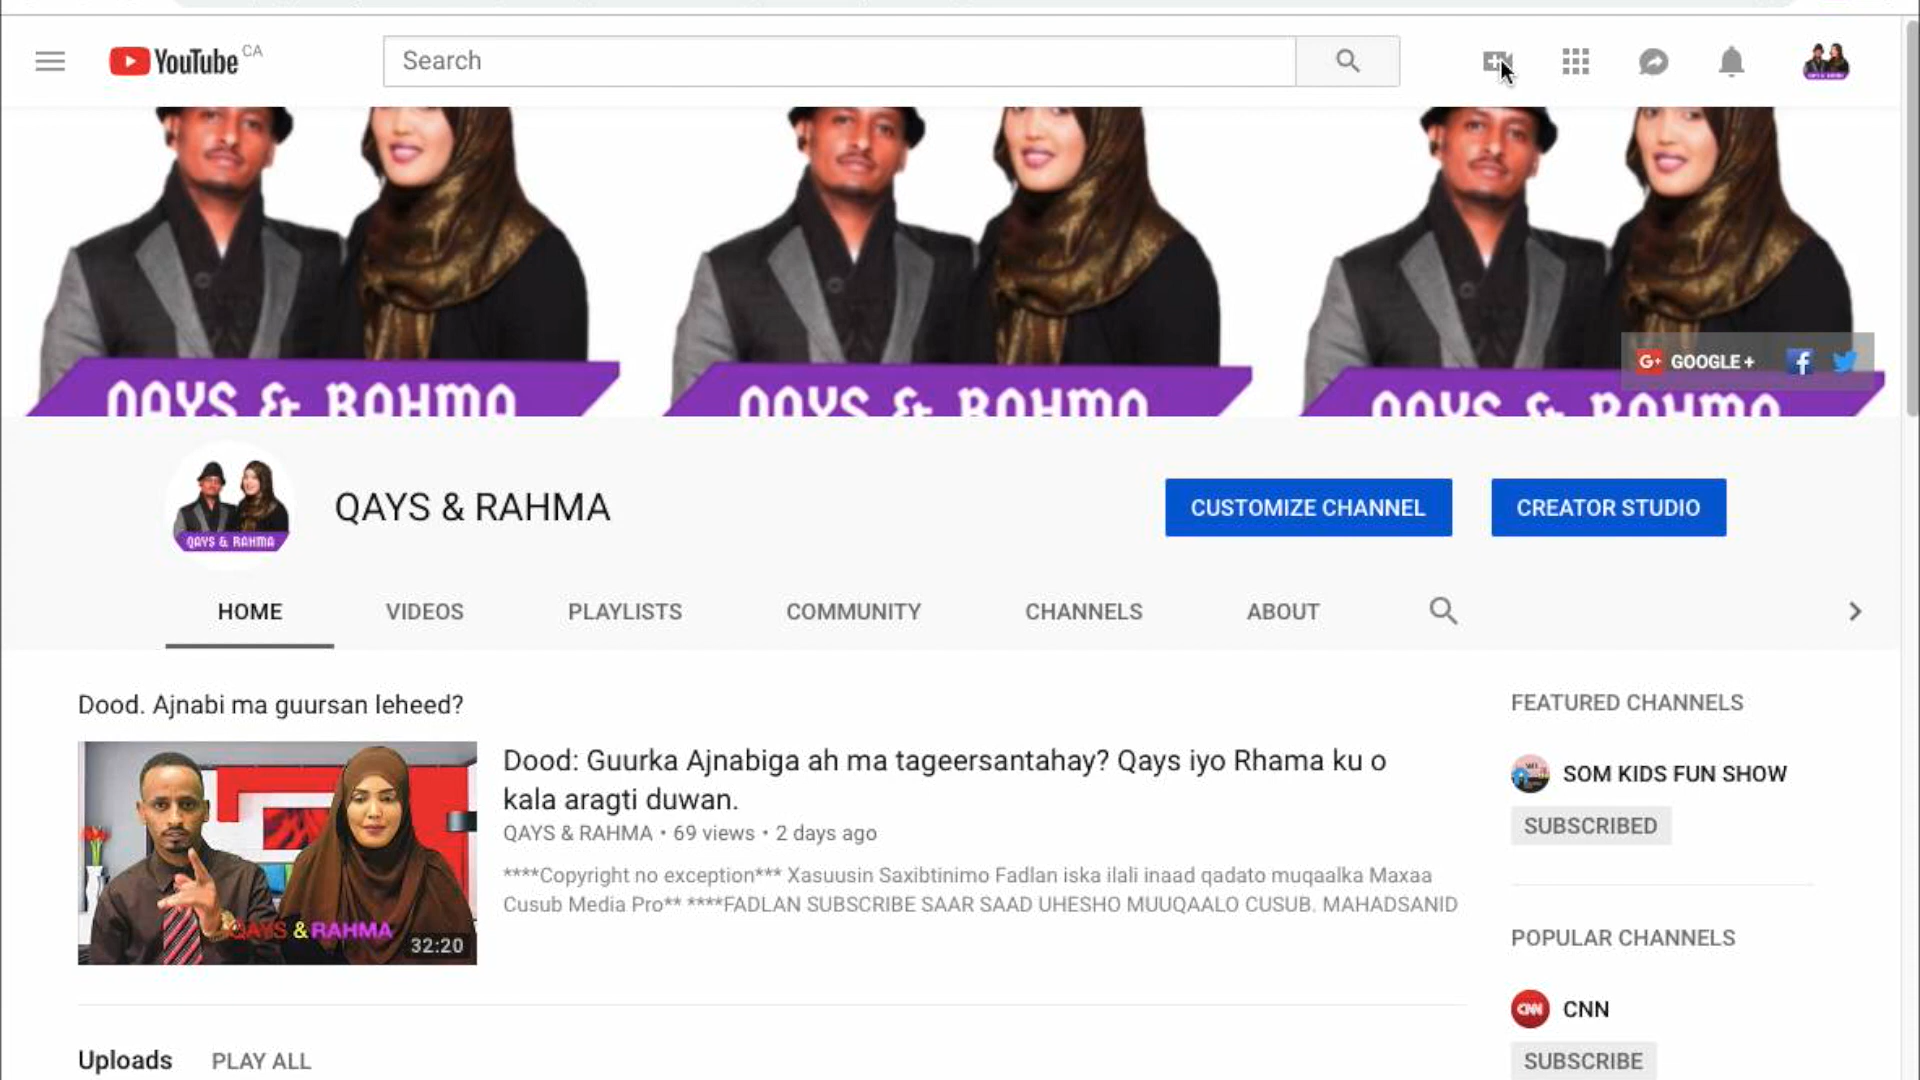 YouTube CA
Search
GOOGLE +
QAYS & RAHMA
QAYS & RAHMA
QAYS & RAHMA
QAYS & RAHMA
QAYS & RAHMA
CUSTOMIZE CHANNEL
CREATOR STUDIO
HOME
VIDEOS
PLAYLISTS
COMMUNITY
CHANNELS
ABOUT
Dood. Ajnabi ma guursan leheed?
QAYS & RAHMA
32:20
Dood: Guurka Ajnabiga ah ma tageersantahay? Qays iyo Rhama ku o
kala aragti duwan.
QAYS & RAHMA • 69 views • 2 days ago
****Copyright no exception*** Xasuusin Saxibtinimo Fadlan iska ilali inaad qadato muqaalka Maxaa
Cusub Media Pro** ****FADLAN SUBSCRIBE SAAR SAAD UHESHO MUUQAALO CUSUB. MAHADSANID
FEATURED CHANNELS
SOM KIDS FUN SHOW
SUBSCRIBED
POPULAR CHANNELS
CNN
CNN
SUBSCRIBE
Uploads
PLAY ALL